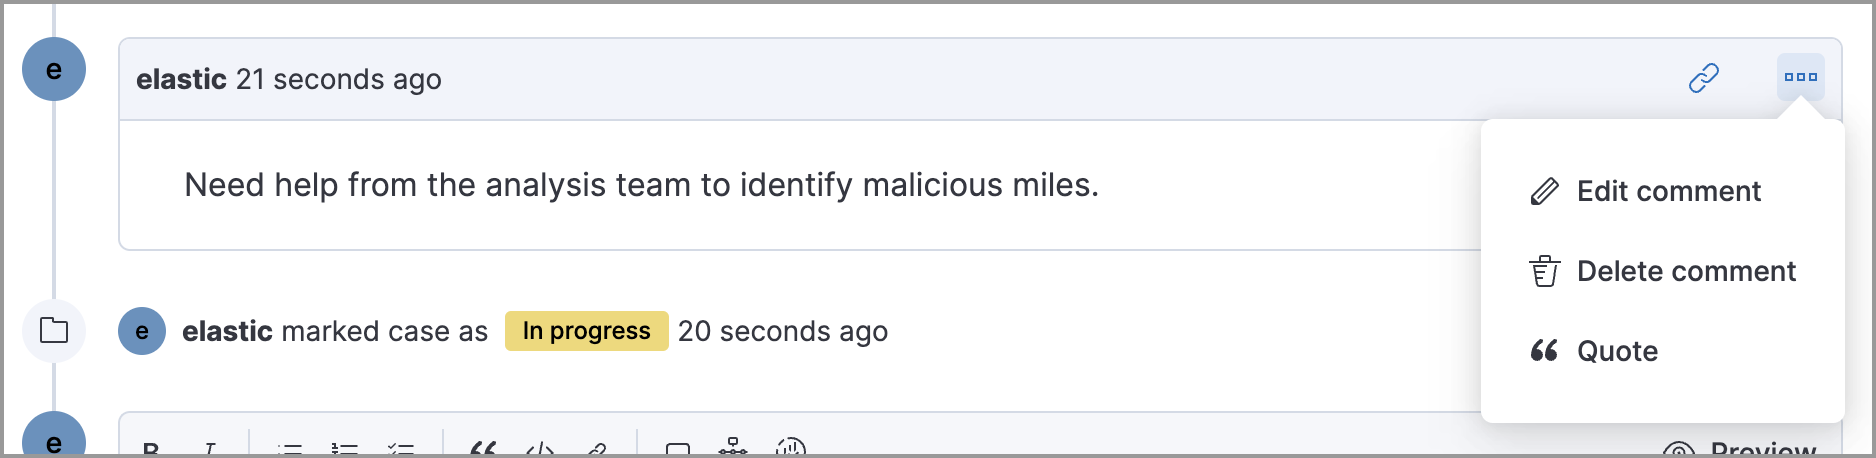 e
elastic 21 seconds ago
Need help from the analysis team to identify malicious miles.
Edit comment
Delete comment
Quote
e elastic marked case as In progress 20 seconds ago
e
B I
Preview